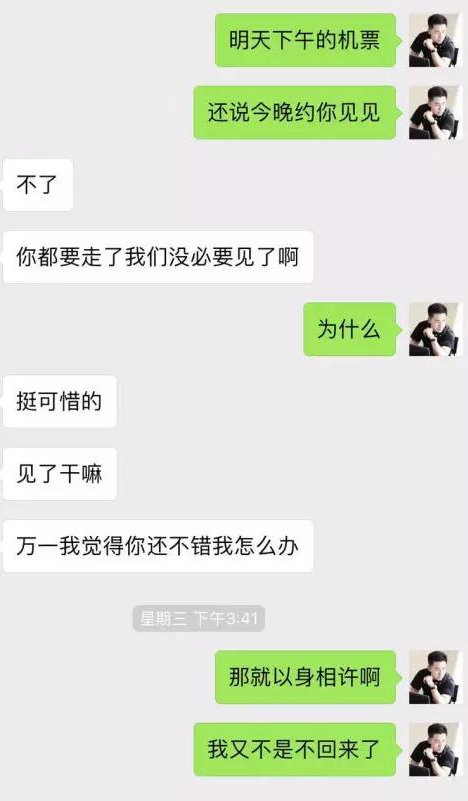 明天下午的机票
还说今晚约你见见
不了
你都要走了我们没必要见了啊
为什么
挺可惜的
见了干嘛
万一我觉得你还不错我怎么办
星期三 下午3:41
那就以身相许啊
我又不是不回来了